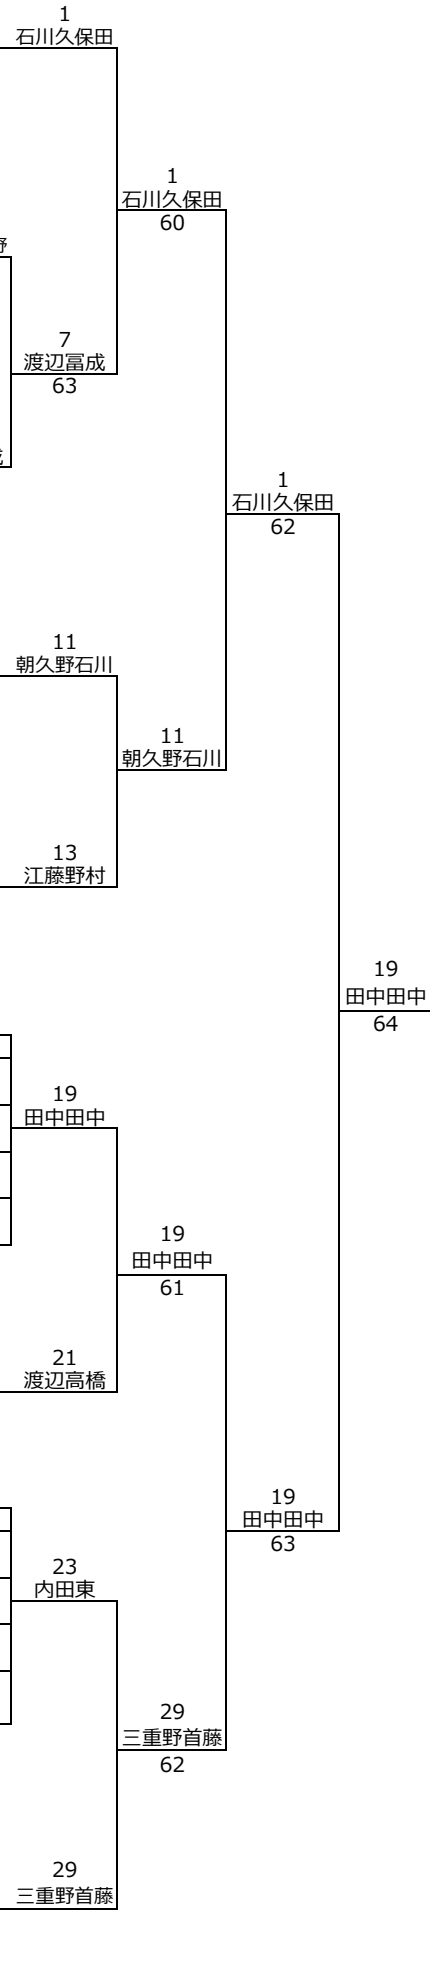 1
石川久保田
1
石川久保田
60
野
7
渡辺冨成
63
1
石川久保田
62
11
朝久野石川
11
朝久野石川
13
江藤野村
19
田中田中
64
19
田中田中
19
田中田中
61
21
渡辺高橋
19
田中田中
63
23
内田東
29
三重野首藤
62
29
三重野首藤